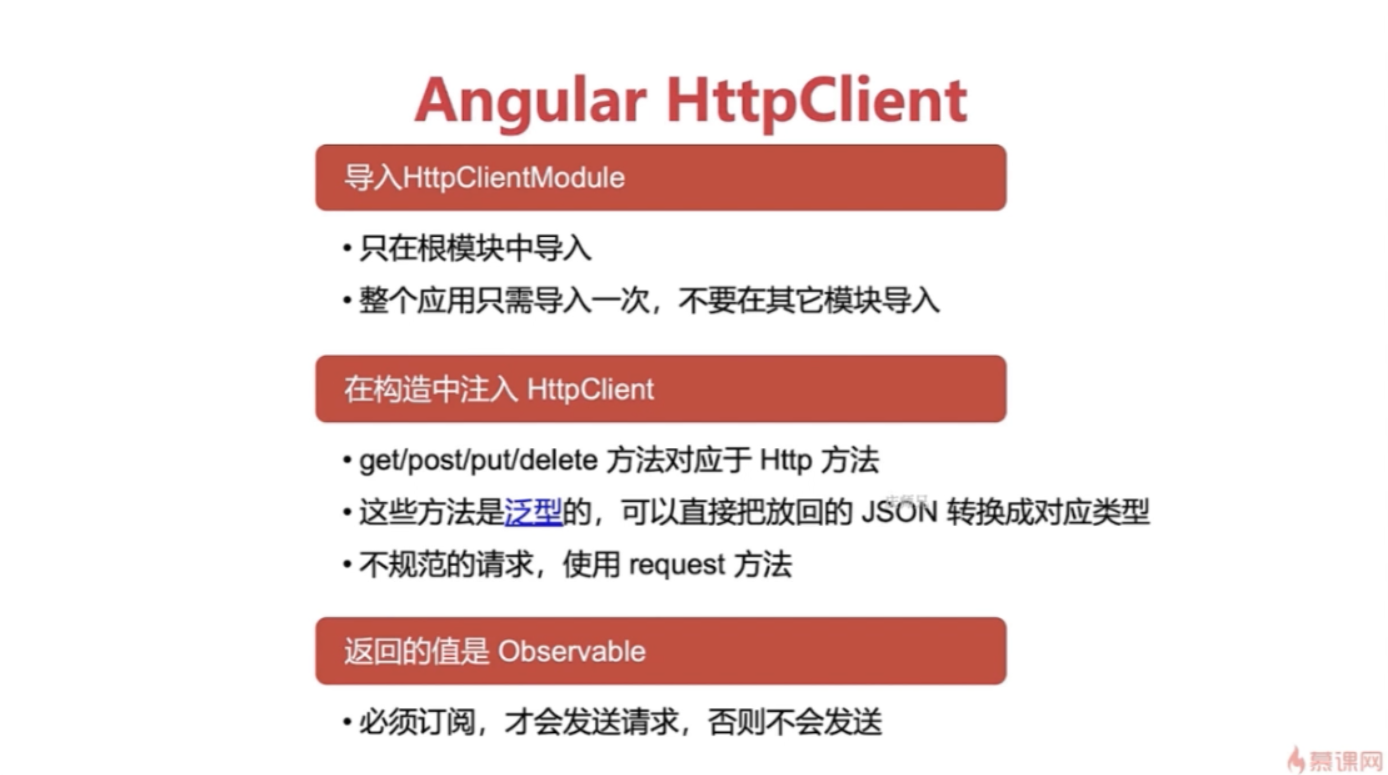 Angular HttpClient
导入HttpClientModule
• 只在根模块中导入
• 整个应用只需导入一次，不要在其它模块导入
在构造中注入 HttpClient
• get/post/put/delete 方法对应于 Http 方法
• 这些方法是泛型的，可以直接把放回的 JSON 转换成对应类型
• 不规范的请求，使用 request 方法
返回的值是 Observable
• 必须订阅，才会发送请求，否则不会发送
慕课网